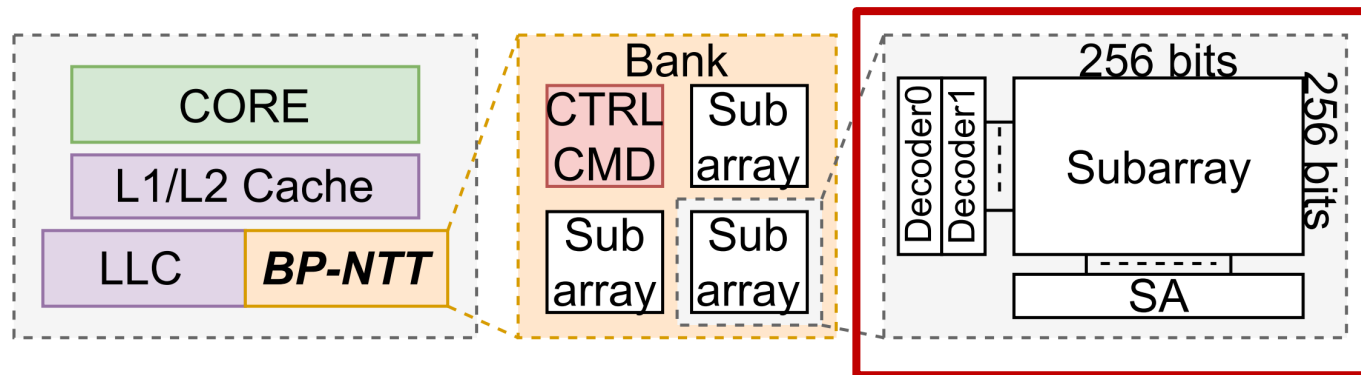 CORE
L1/L2 Cache
LLC
BP-NTT
Bank
CTRL
CMD
Sub
array
Sub
array
Sub
array
256 bits
256 bits
Decoder0
Decoder1
Subarray
SA